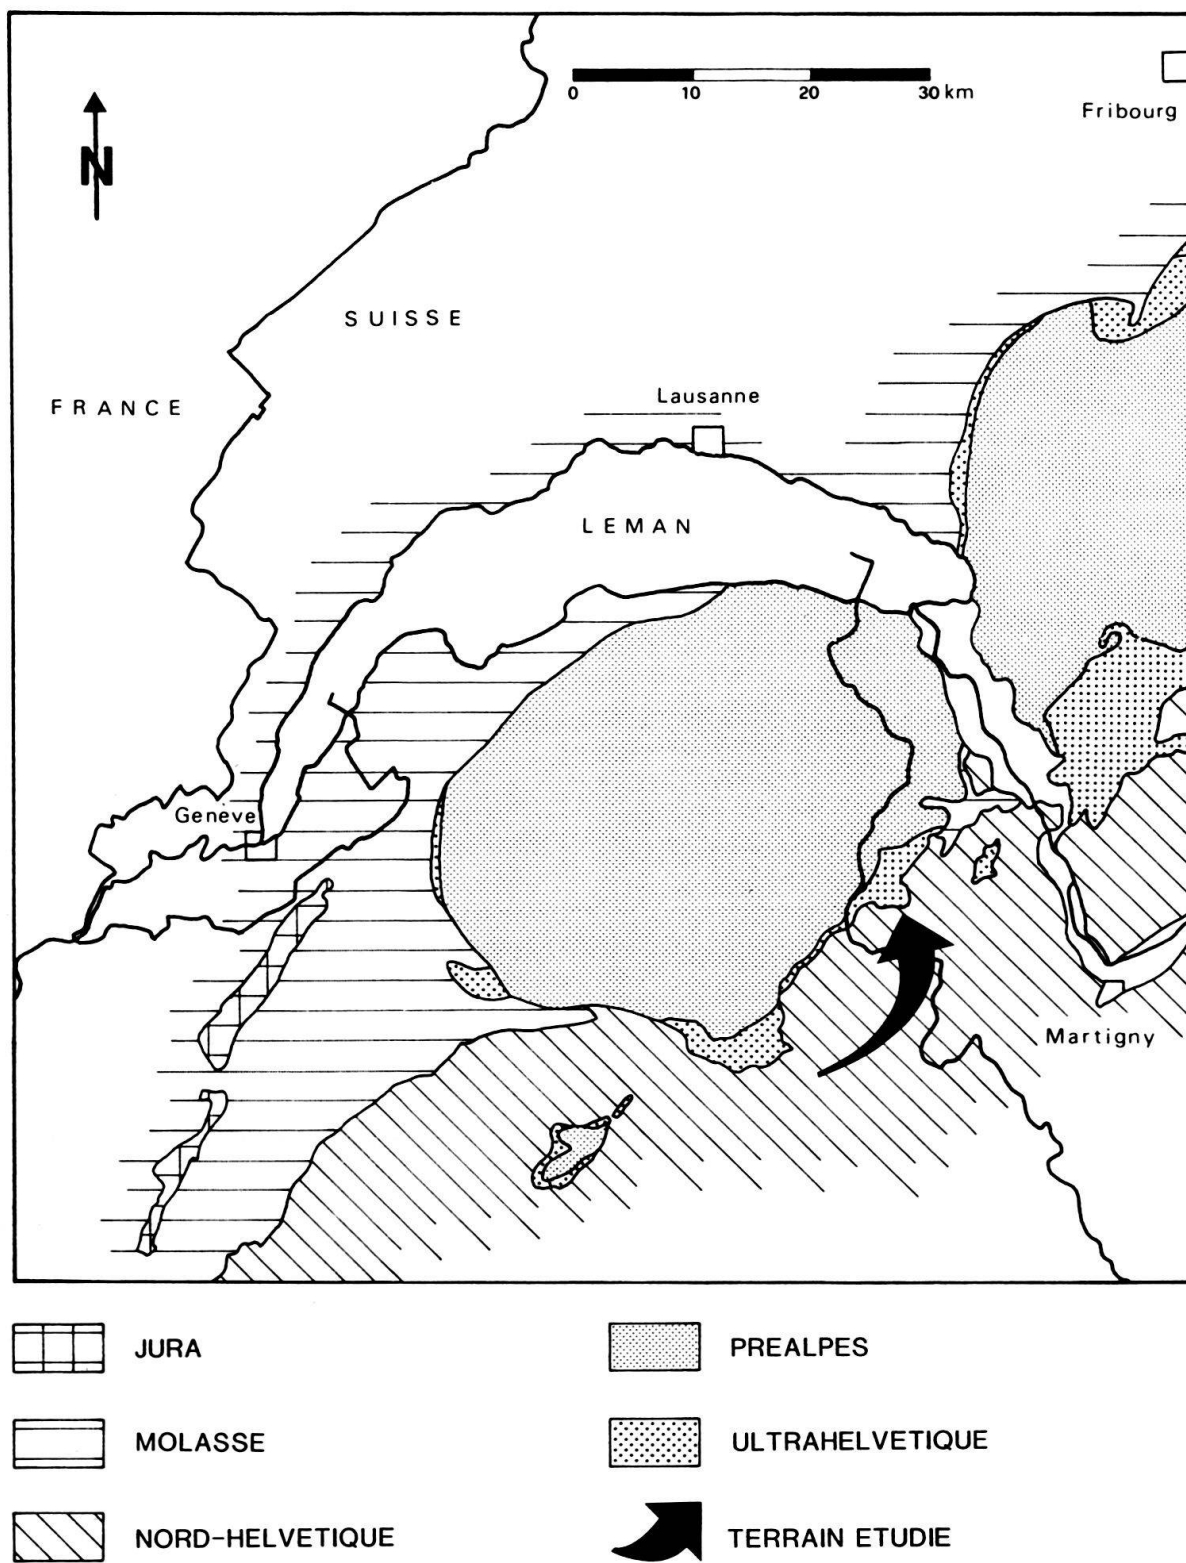 0 10 20 30 km
Fribourg
N
SUISSE
FRANCE
Lausanne
LEMAN
Genève
Martigny
JURA
PREALPES
MOLASSE
ULTRAHELVETIQUE
NORD-HELVETIQUE
TERRAIN ETUDIE